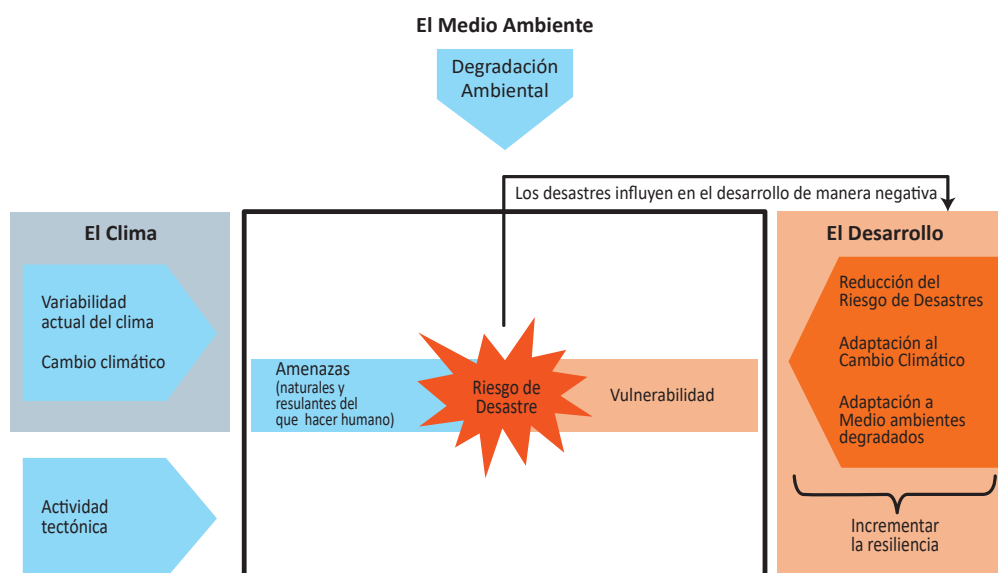 El Medio Ambiente
Degradación
Ambiental
Los desastres influyen en el desarrollo de manera negativa
El Clima
Variabilidad
actual del clima
Cambio climático
Actividad
tectónica
Amenazas
(naturales y
resulantes del
que hacer humano)
Riesgo de
Desastre
Vulnerabilidad
El Desarrollo
Reducción del
Riesgo de Desastres
Adaptación al
Cambio Climático
Adaptación a
Medio ambientes
degradados
Incrementar
la resiliencia